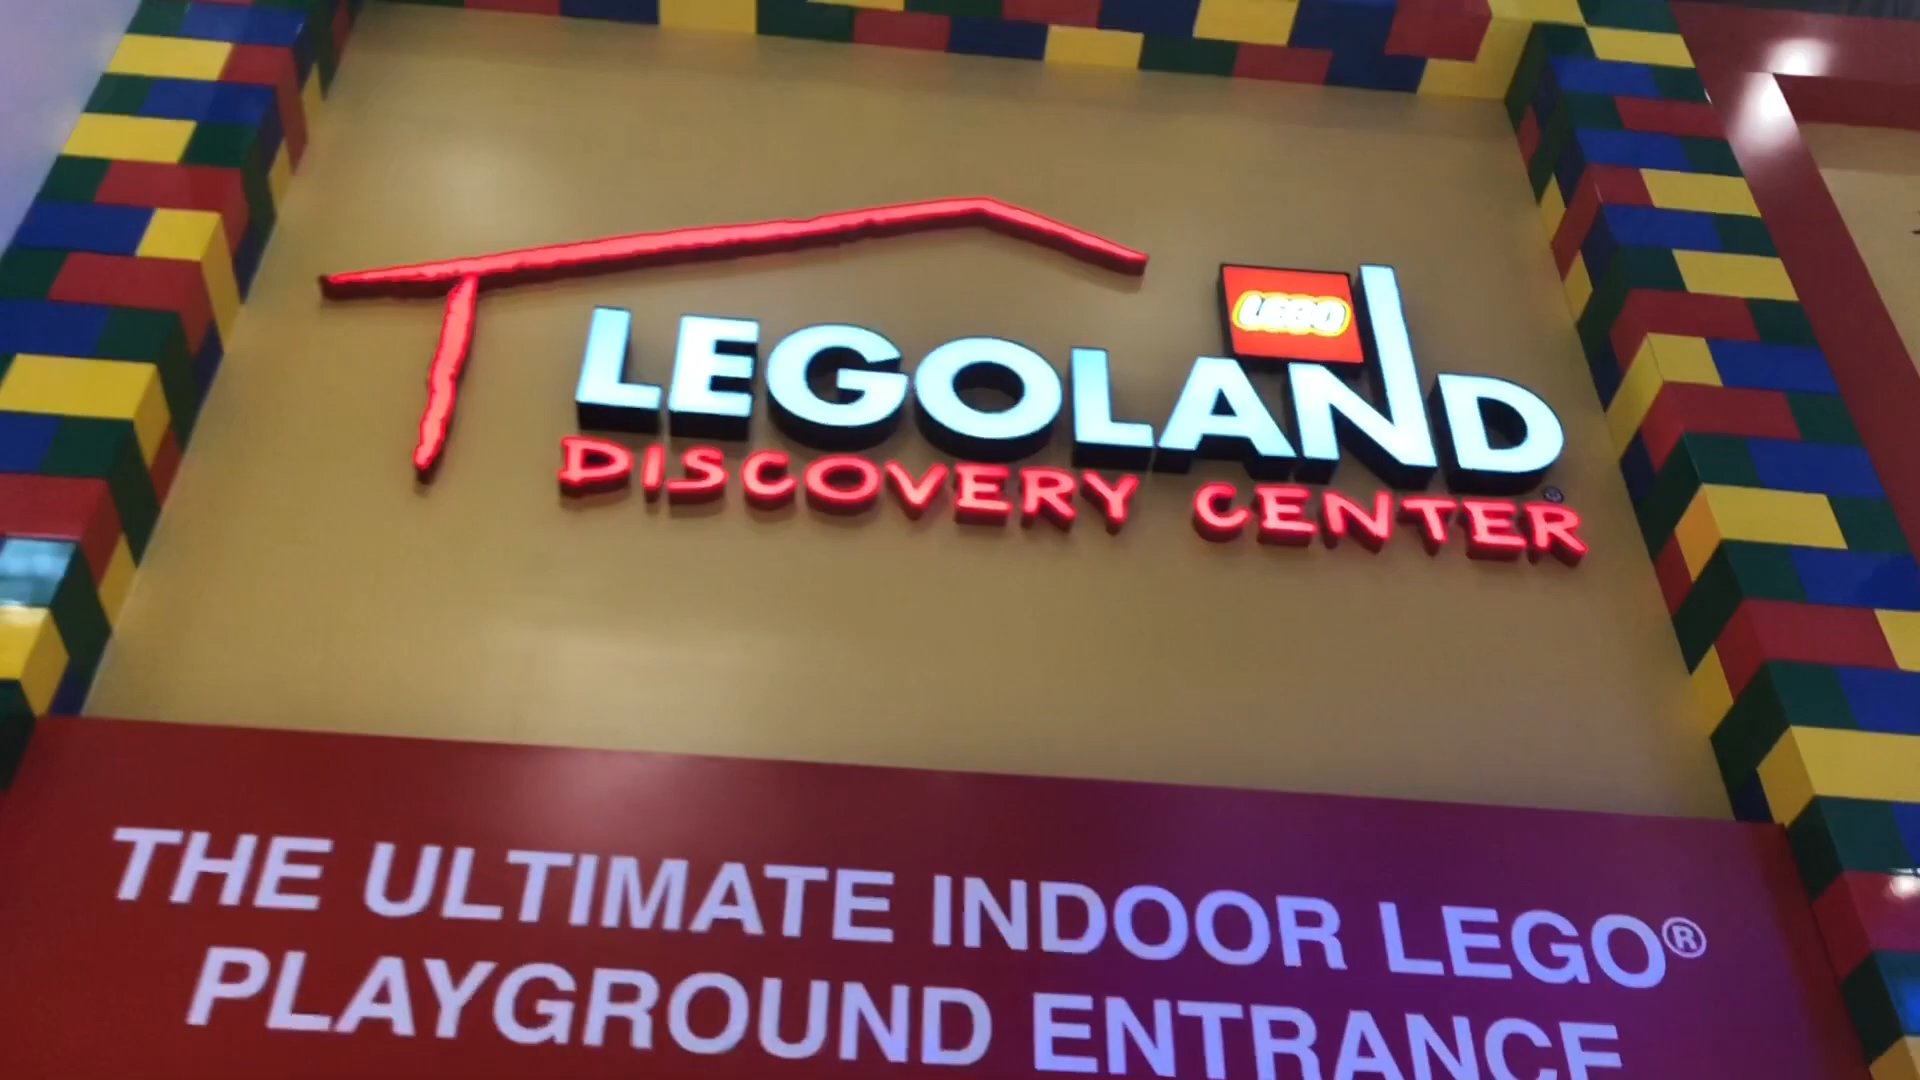 LEGO
LEGOLAND®
DISCOVERY CENTER
THE ULTIMATE INDOOR LEGO®
PLAYGROUND ENTRANCE